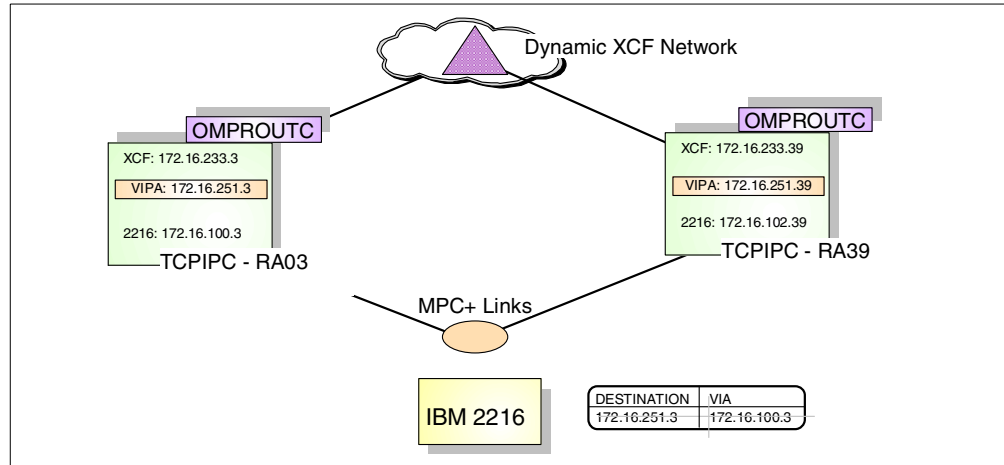 Dynamic XCF Network
OMPROUTC
XCF: 172.16.233.3
VIPA: 172.16.251.3
2216: 172.16.100.3
TCPIPC - RA03
OMPROUTC
XCF: 172.16.233.39
VIPA: 172.16.251.39
2216: 172.16.102.39
TCPIPC - RA39
MPC+ Links
IBM 2216
DESTINATION VIA
172.16.251.3 172.16.100.3